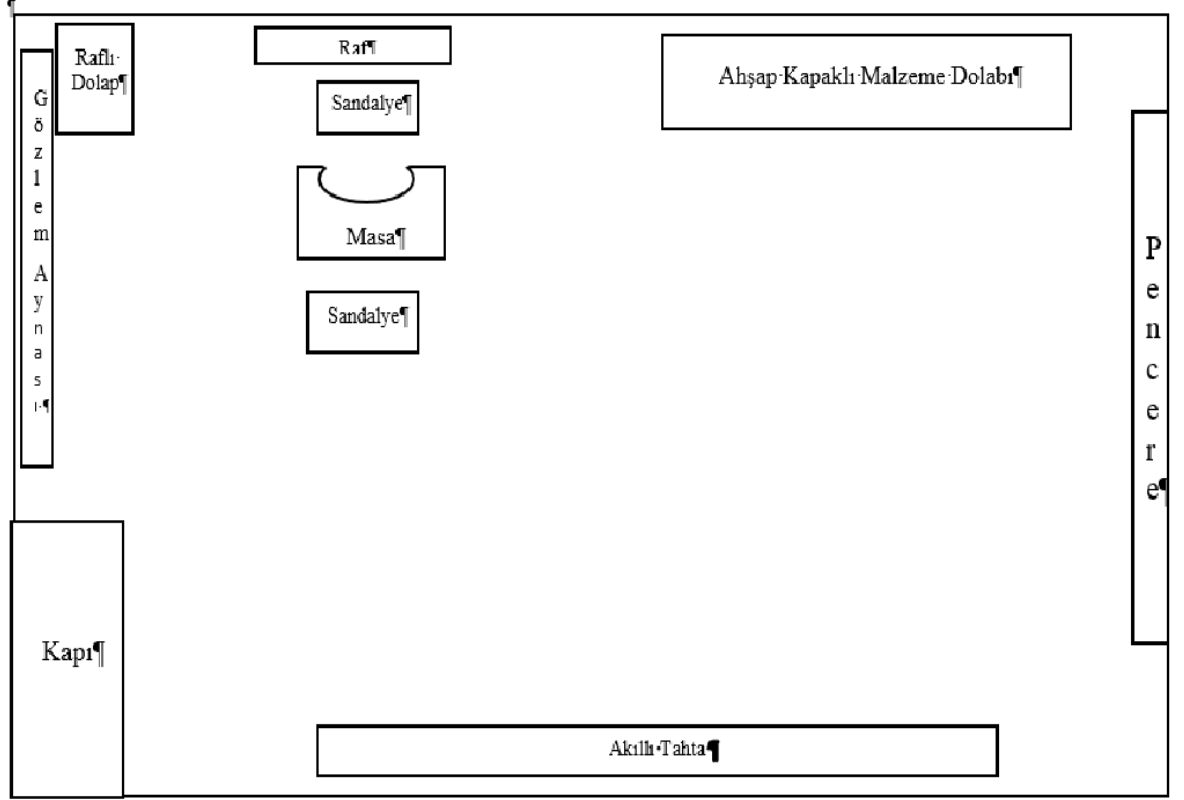 ¶
Raflı·
Dolap¶
Raf¶
Ahşap·Kapaklı·Malzeme·Dolabı¶
Sandalye¶
Gözlem Aynası·¶
Masa¶
Sandalye¶
Pencere¶
Kapı¶
Akıllı·Tahta¶